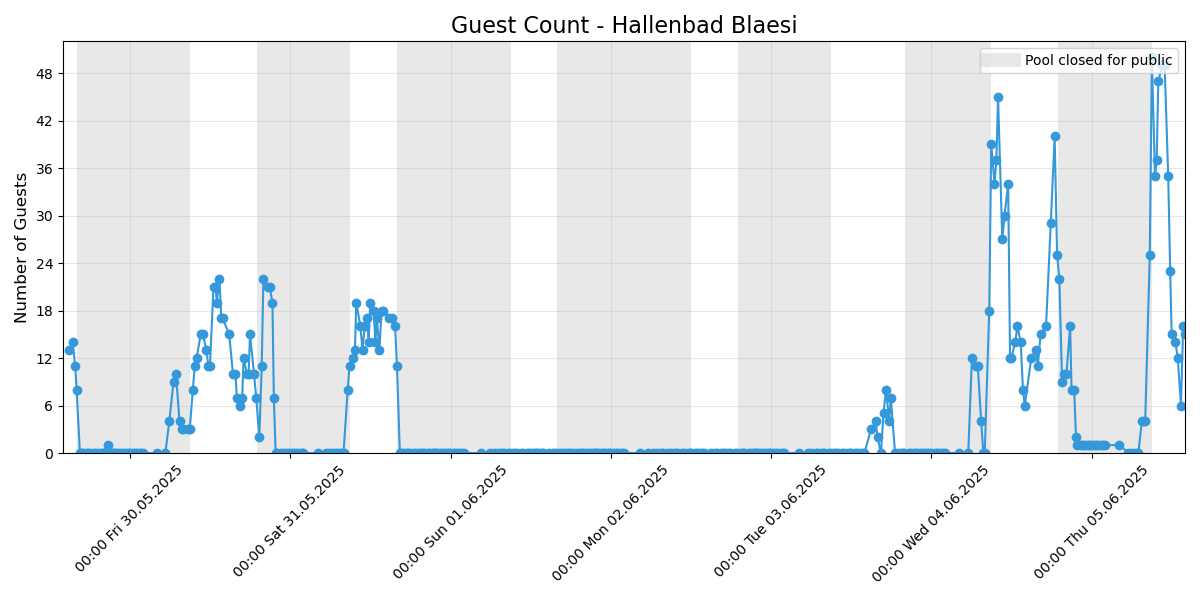 Guest Count - Hallenbad Blaesi
Pool closed for public
Number of Guests
48
42
36
30
24
18
12
6
0
00:00 Fri 30.05.2025
00:00 Sat 31.05.2025
00:00 Sun 01.06.2025
00:00 Mon 02.06.2025
00:00 Tue 03.06.2025
00:00 Wed 04.06.2025
00:00 Thu 05.06.2025